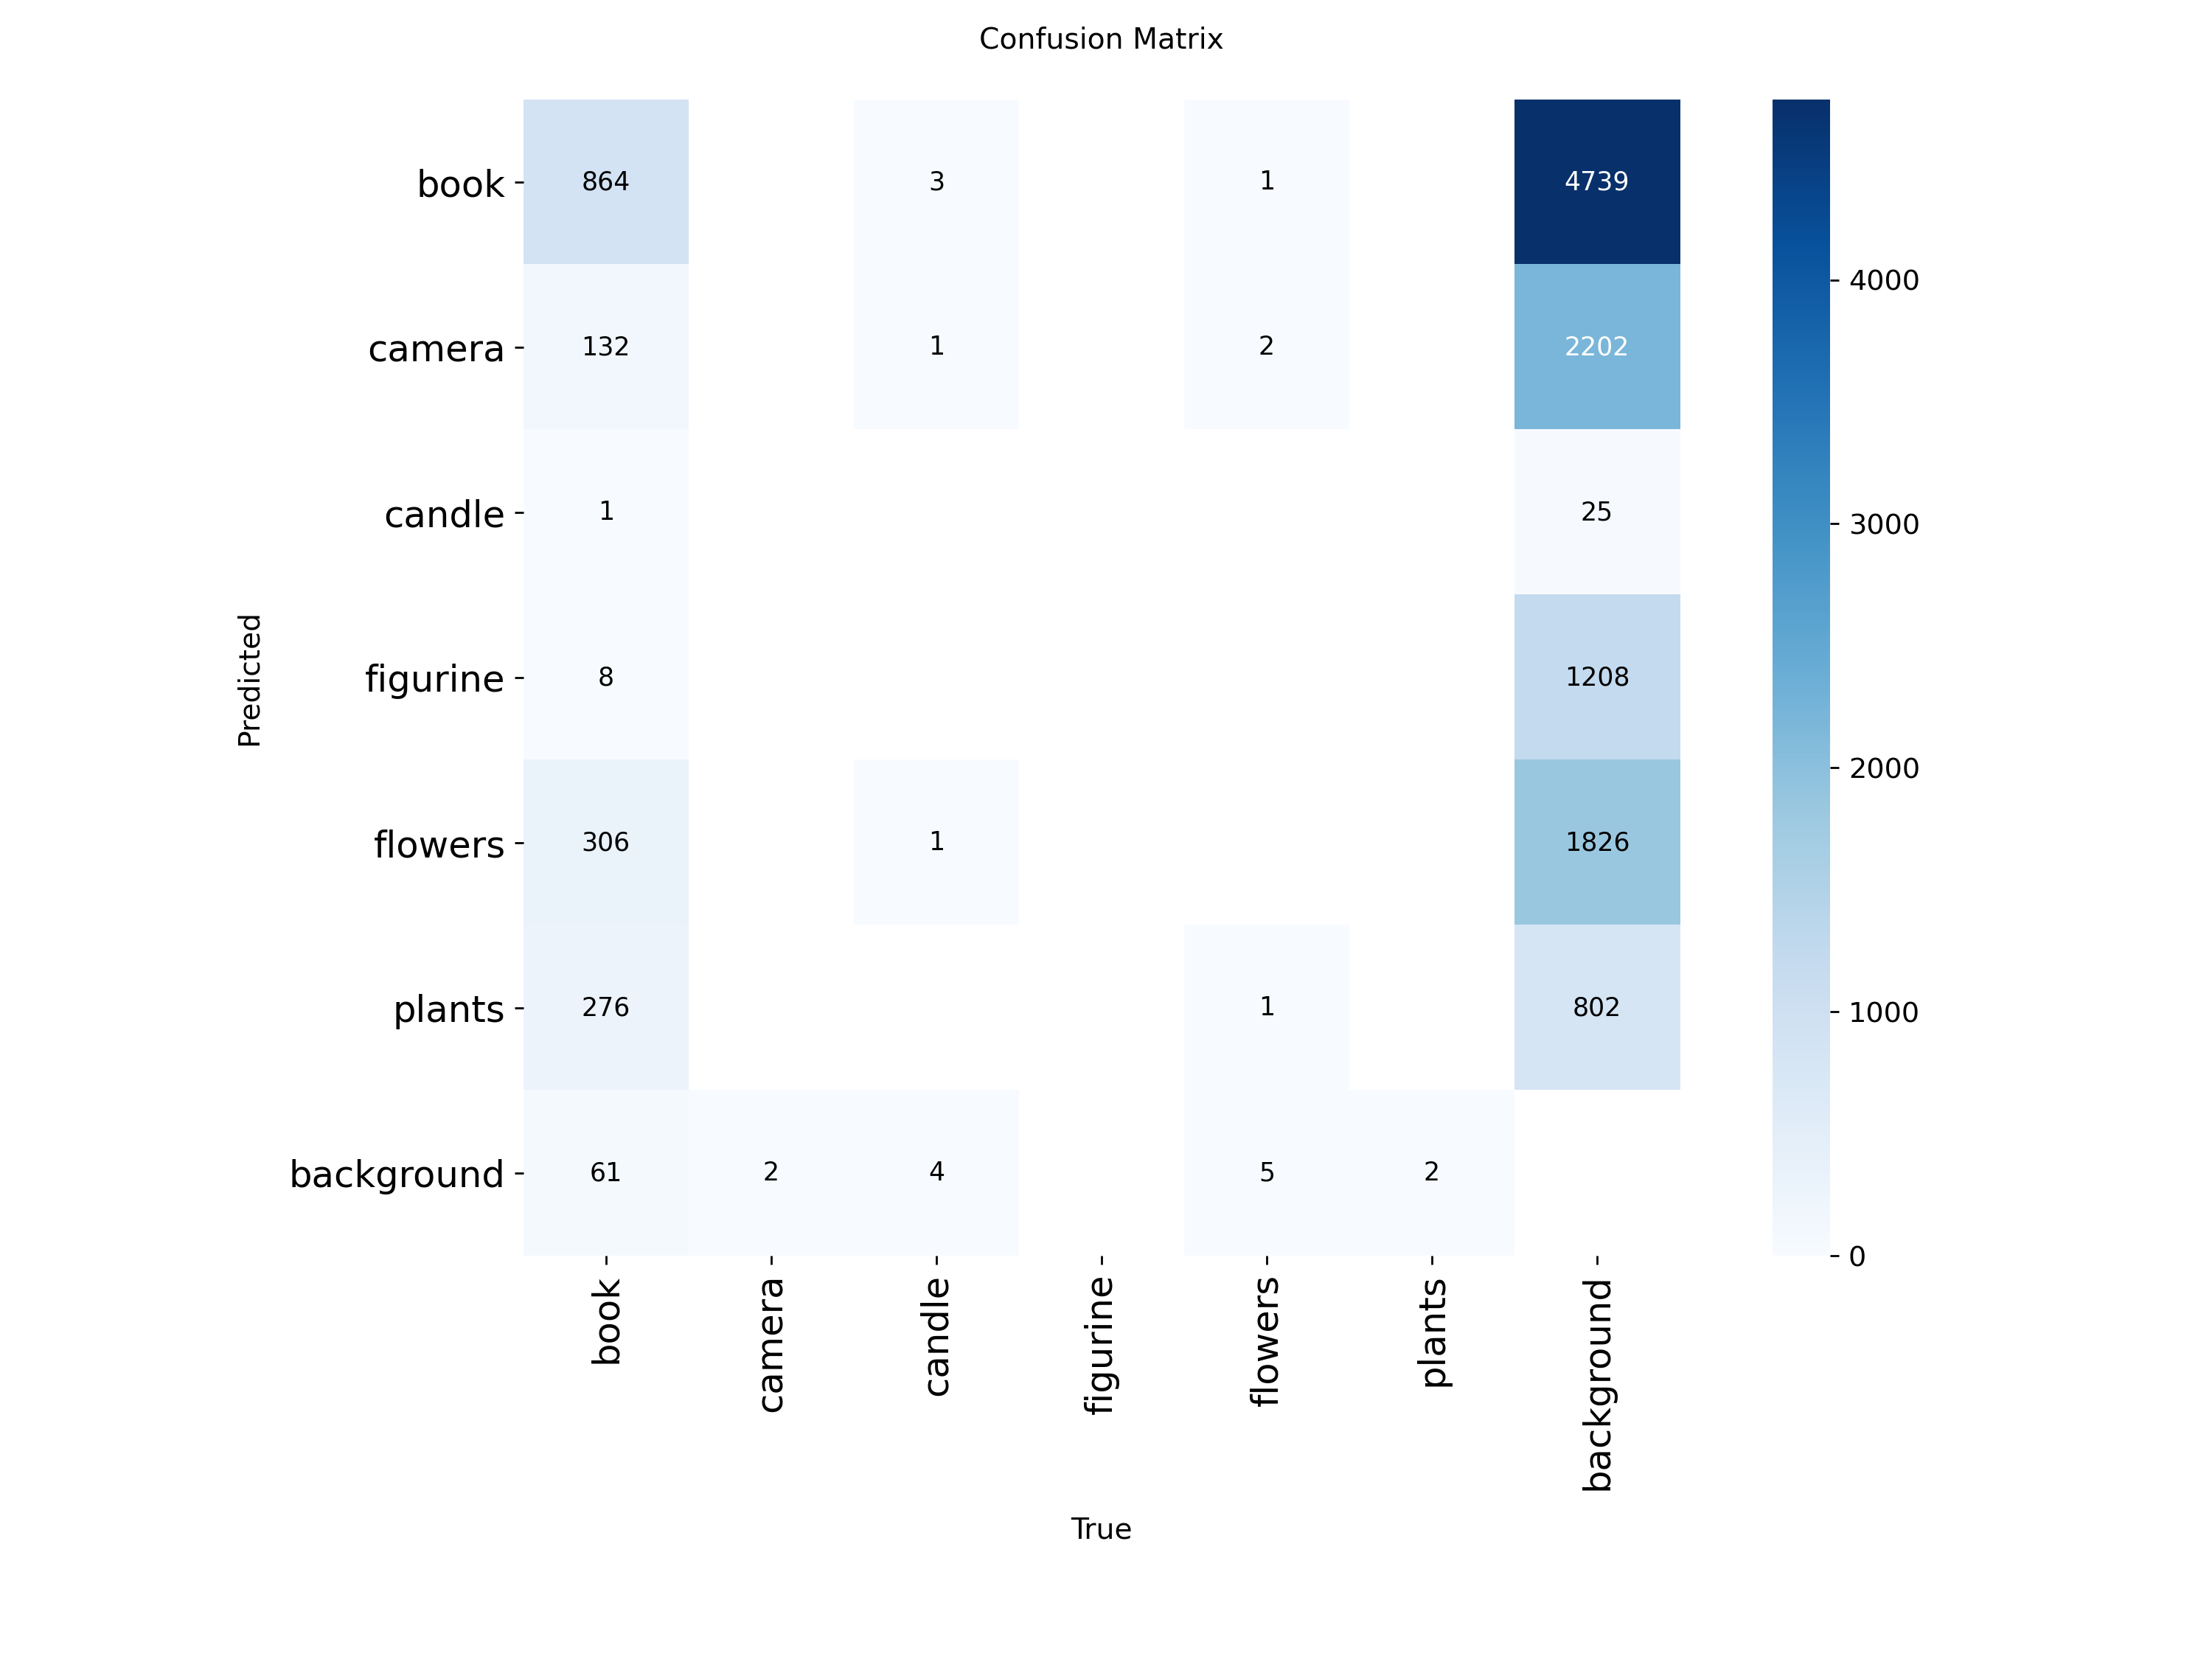 Confusion Matrix
book 864 3 1 4739
camera 132 1 2 2202
candle 1 25
figurine 8 1208
flowers 306 1 1826
plants 276 1 802
background 61 2 4 5 2
Predicted
book camera candle figurine flowers plants background
True
4000
3000
2000
1000
0